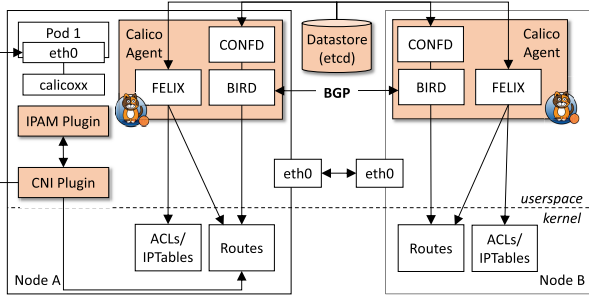 Pod 1
eth0
calicoxx
IPAM Plugin
CNI Plugin
Calico
Agent
CONFD
FELIX
BIRD
Datastore
(etcd)
BGP
CONFD
Calico
Agent
BIRD
FELIX
eth0
eth0
userspace
kernel
ACLs/
IPTables
Routes
Routes
ACLs/
IPTables
Node A
Node B